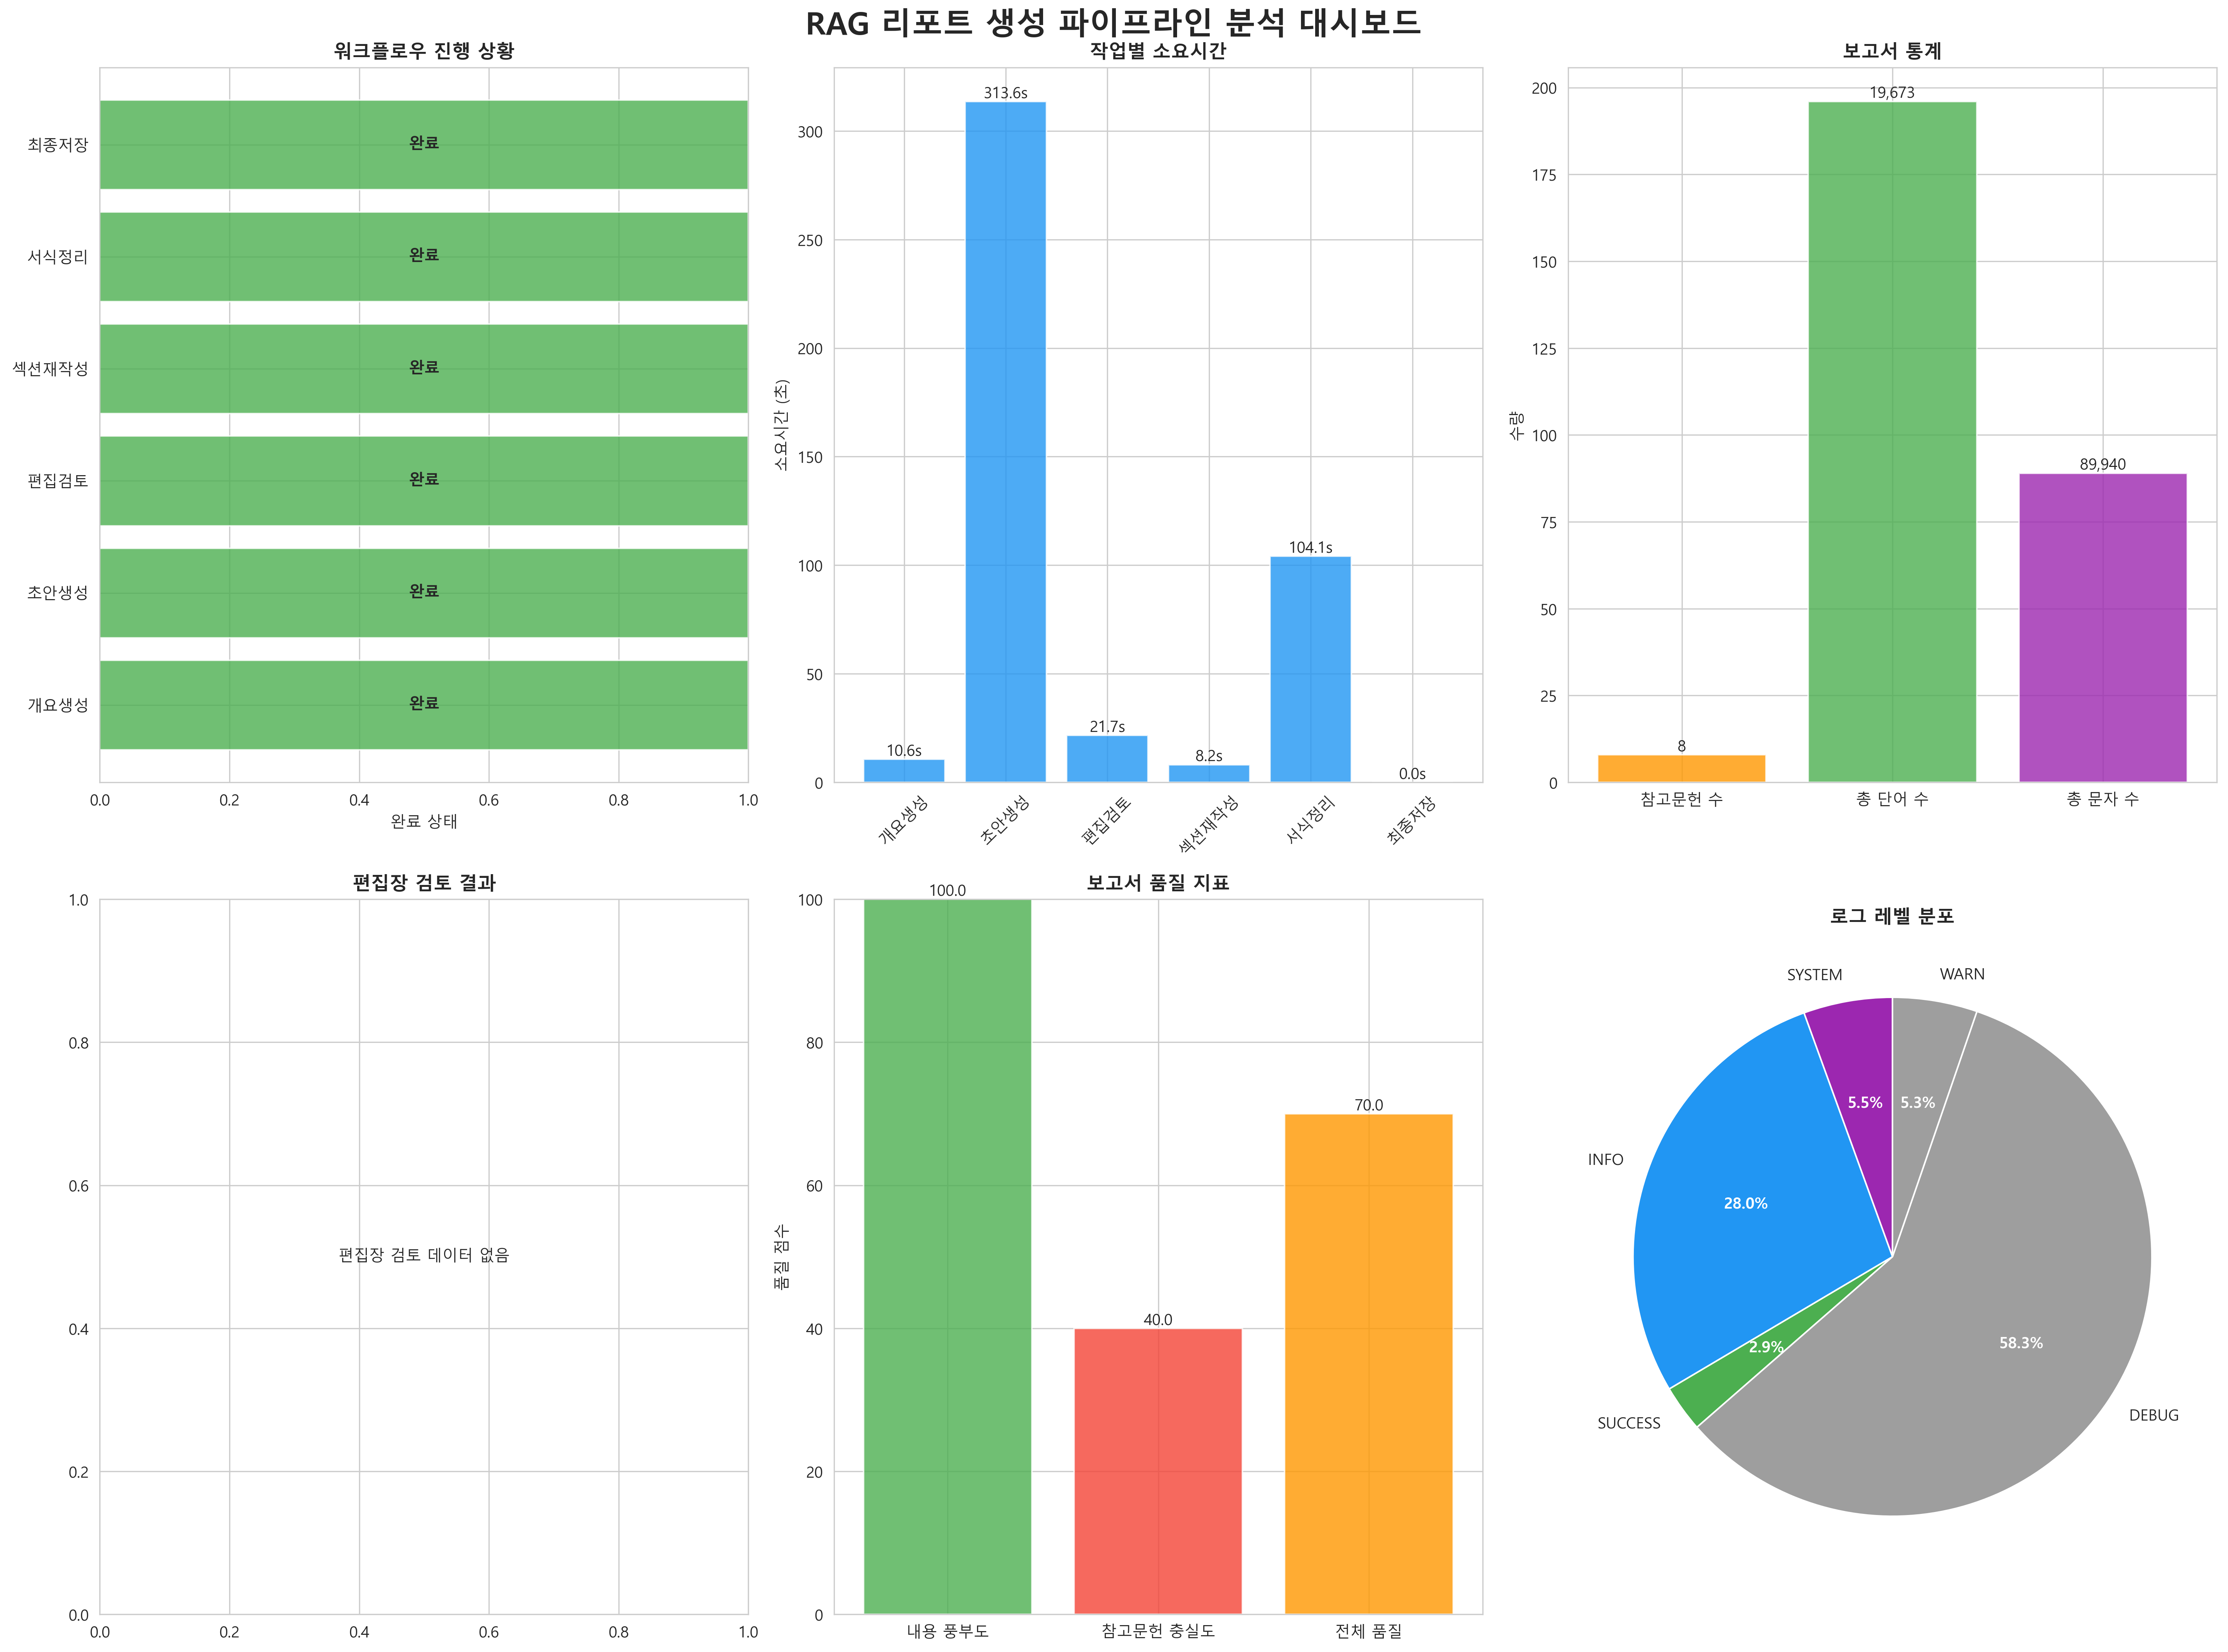 RAG 리포트 생성 파이프라인 분석 대시보드
워크플로우 진행 상황
최종저장
완료
서식정리
완료
섹션재작성
완료
편집검토
완료
초안생성
완료
개요생성
완료
0.0 0.2 0.4 0.6 0.8 1.0
완료 상태
작업별 소요시간
소요시간 (초)
300
250
200
150
100
50
0
10.6s
313.6s
21.7s
8.2s
104.1s
0.0s
개요생성
초안생성
편집검토
섹션재작성
서식정리
최종저장
보고서 통계
수량
200
175
150
125
100
75
50
25
0
8
19,673
89,940
참고문헌 수 총 단어 수 총 문자 수
편집장 검토 결과
1.0
0.8
0.6
편집장 검토 데이터 없음
0.4
0.2
0.0
0.0 0.2 0.4 0.6 0.8 1.0
보고서 품질 지표
품질 점수
100
80
60
40
20
0
100.0
40.0
70.0
내용 풍부도 참고문헌 충실도 전체 품질
로그 레벨 분포
SYSTEM
WARN
5.5%
5.3%
INFO
28.0%
58.3%
2.9%
SUCCESS
DEBUG